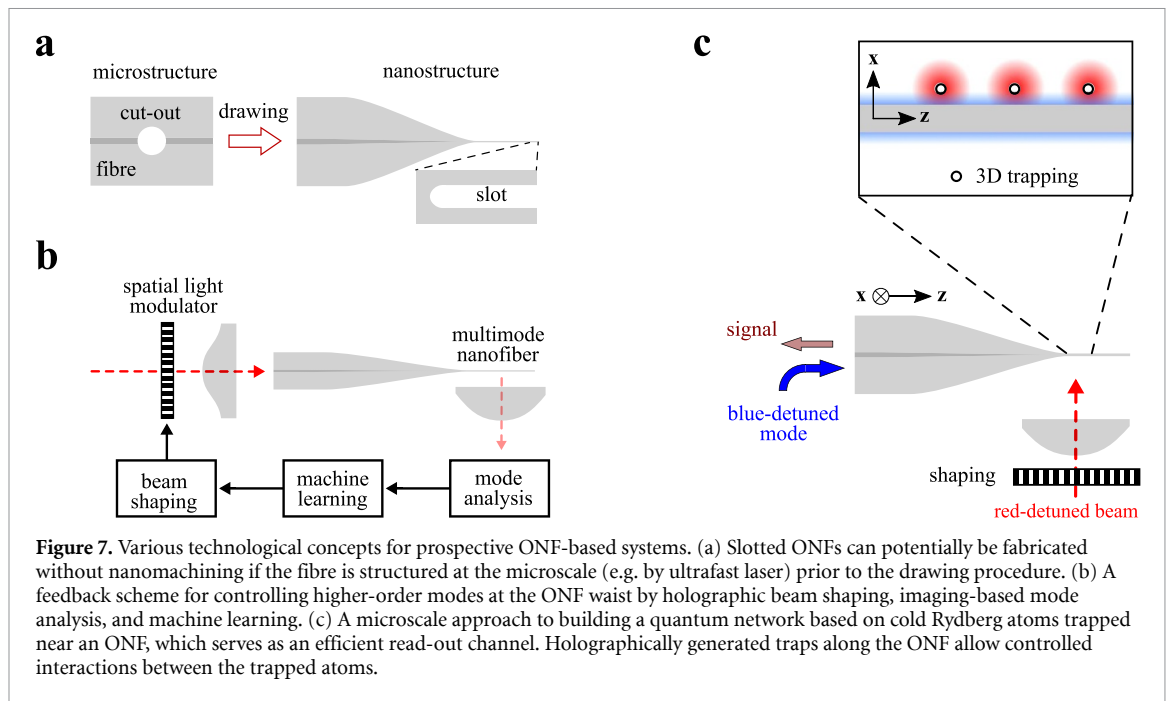 a
microstructure
nanostructure
cut-out
drawing
fibre
slot
b
spatial light
modulator
multimode
nanofiber
beam
shaping
machine
learning
mode
analysis
c
x
z
3D trapping
x
z
signal
blue-detuned
mode
shaping
red-detuned beam
Figure 7. Various technological concepts for prospective ONF-based systems. (a) Slotted ONFs can potentially be fabricated
without nanomachining if the fibre is structured at the microscale (e.g. by ultrafast laser) prior to the drawing procedure. (b) A
feedback scheme for controlling higher-order modes at the ONF waist by holographic beam shaping, imaging-based mode
analysis, and machine learning. (c) A microscale approach to building a quantum network based on cold Rydberg atoms trapped
near an ONF, which serves as an efficient read-out channel. Holographically generated traps along the ONF allow controlled
interactions between the trapped atoms.